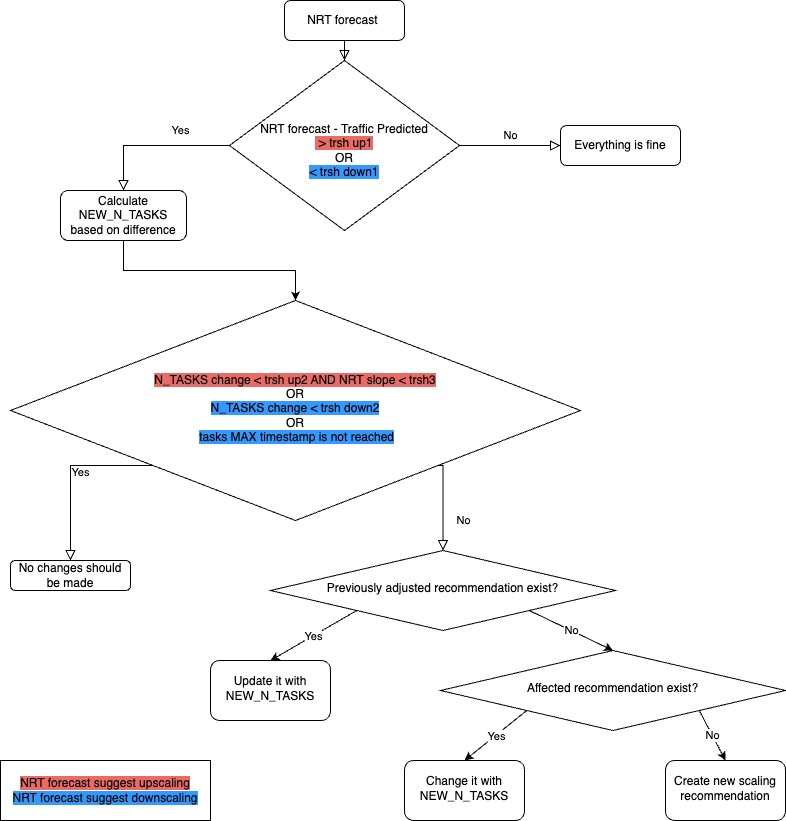 NRT forecast
NRT forecast - Traffic Predicted
> trsh up1
OR
< trsh down1
Yes
No
Everything is fine
Calculate
NEW_N_TASKS
based on difference
N_TASKS change < trsh up2 AND NRT slope < trsh3
OR
N_TASKS change < trsh down2
OR
tasks MAX timestamp is not reached
Yes
No
No changes should
be made
Previously adjusted recommendation exist?
Yes
No
Update it with
NEW_N_TASKS
Affected recommendation exist?
Yes
No
Change it with
NEW_N_TASKS
Create new scaling
recommendation
NRT forecast suggest upscaling
NRT forecast suggest downscaling